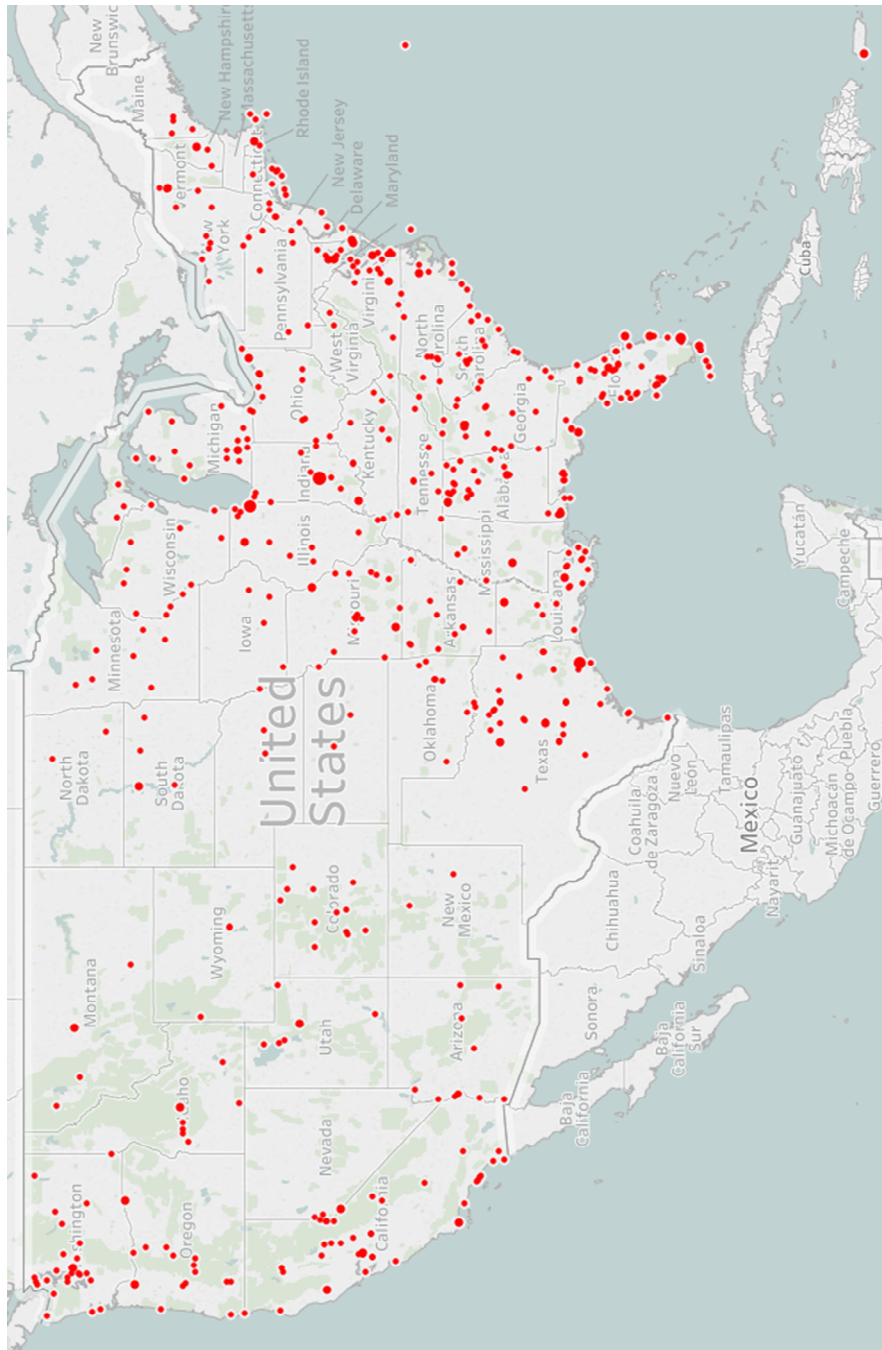 New
Brunswick
Maine
New Hampshire
Massachusetts
Rhode Island
Vermont
Connecticut
New Jersey
Delaware
Maryland
New
York
Pennsylvania
West
Virginia
Virgini
North
Carolina
South
Carolina
Georgia
Ohio
Michigan
Indiana
Kentucky
Tennessee
Alabama
Mississippi
Illinois
Wisconsin
Minnesota
Iowa
Missouri
Arkansas
Louisiana
United
States
North
Dakota
South
Dakota
Oklahoma
Texas
Montana
Wyoming
Colorado
New
Mexico
Idaho
Utah
Arizona
Nevada
shington
Oregon
California
Cuba
Yucatán
Campeche
México
Coahuila
de Zaragoza
Nuevo
León
Tamaulipas
Chihuahua
Sonora
Sinaloa
Nayarit
Guanajuato
Michoacán
de Ocampo
Puebla
Guerrero
Baja
California
Baja
California
Sur